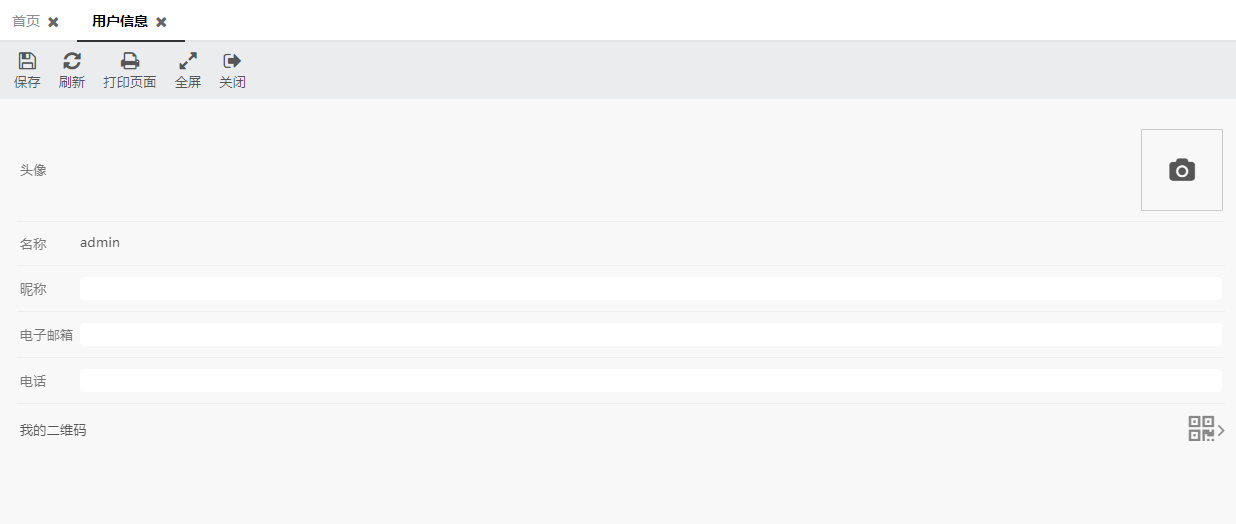 首页 用户信息
保存 刷新 打印页面 全屏 关闭
头像
名称 admin
昵称
电子邮箱
电话
我的二维码